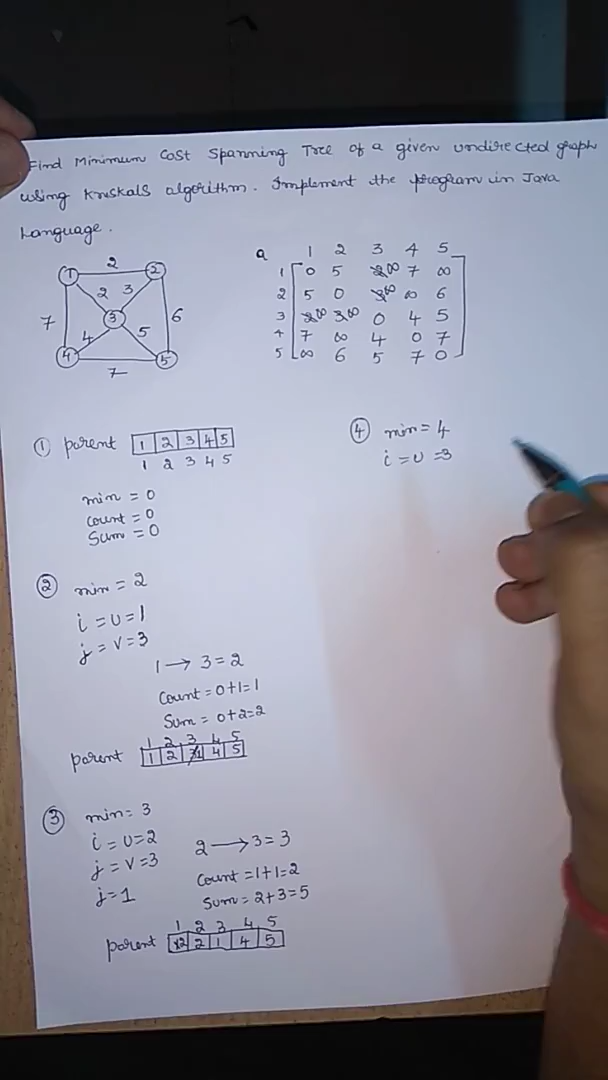 Find Minimum Cost Spanning Tree of a given undirected graph
using Kruskals algorithm. Implement the program in Java
Language.
1 2 2
2 3
7 3 6
4 5
4 7 5
a 1 2 3 4 5
1 0 5 2∞ 7 ∞
2 5 0 3∞ ∞ 6
3 2∞ 3∞ 0 4 5
4 7 ∞ 4 0 7
5 ∞ 6 5 7 0
① parent 1 2 3 4 5
1 2 3 4 5
min = 0
count = 0
Sum = 0
② min = 2
i = u = 1
j = v = 3
1 → 3 = 2
Count = 0+1=1
Sum = 0+2=2
1 2 3 4 5
parent 1 2 31 4 5
③ min = 3
i = u = 2
j = v = 3
j = 1
2 → 3 = 3
Count = 1+1=2
Sum = 2+3=5
1 2 3 4 5
parent 12 2 1 4 5
④ min = 4
i = u = 3